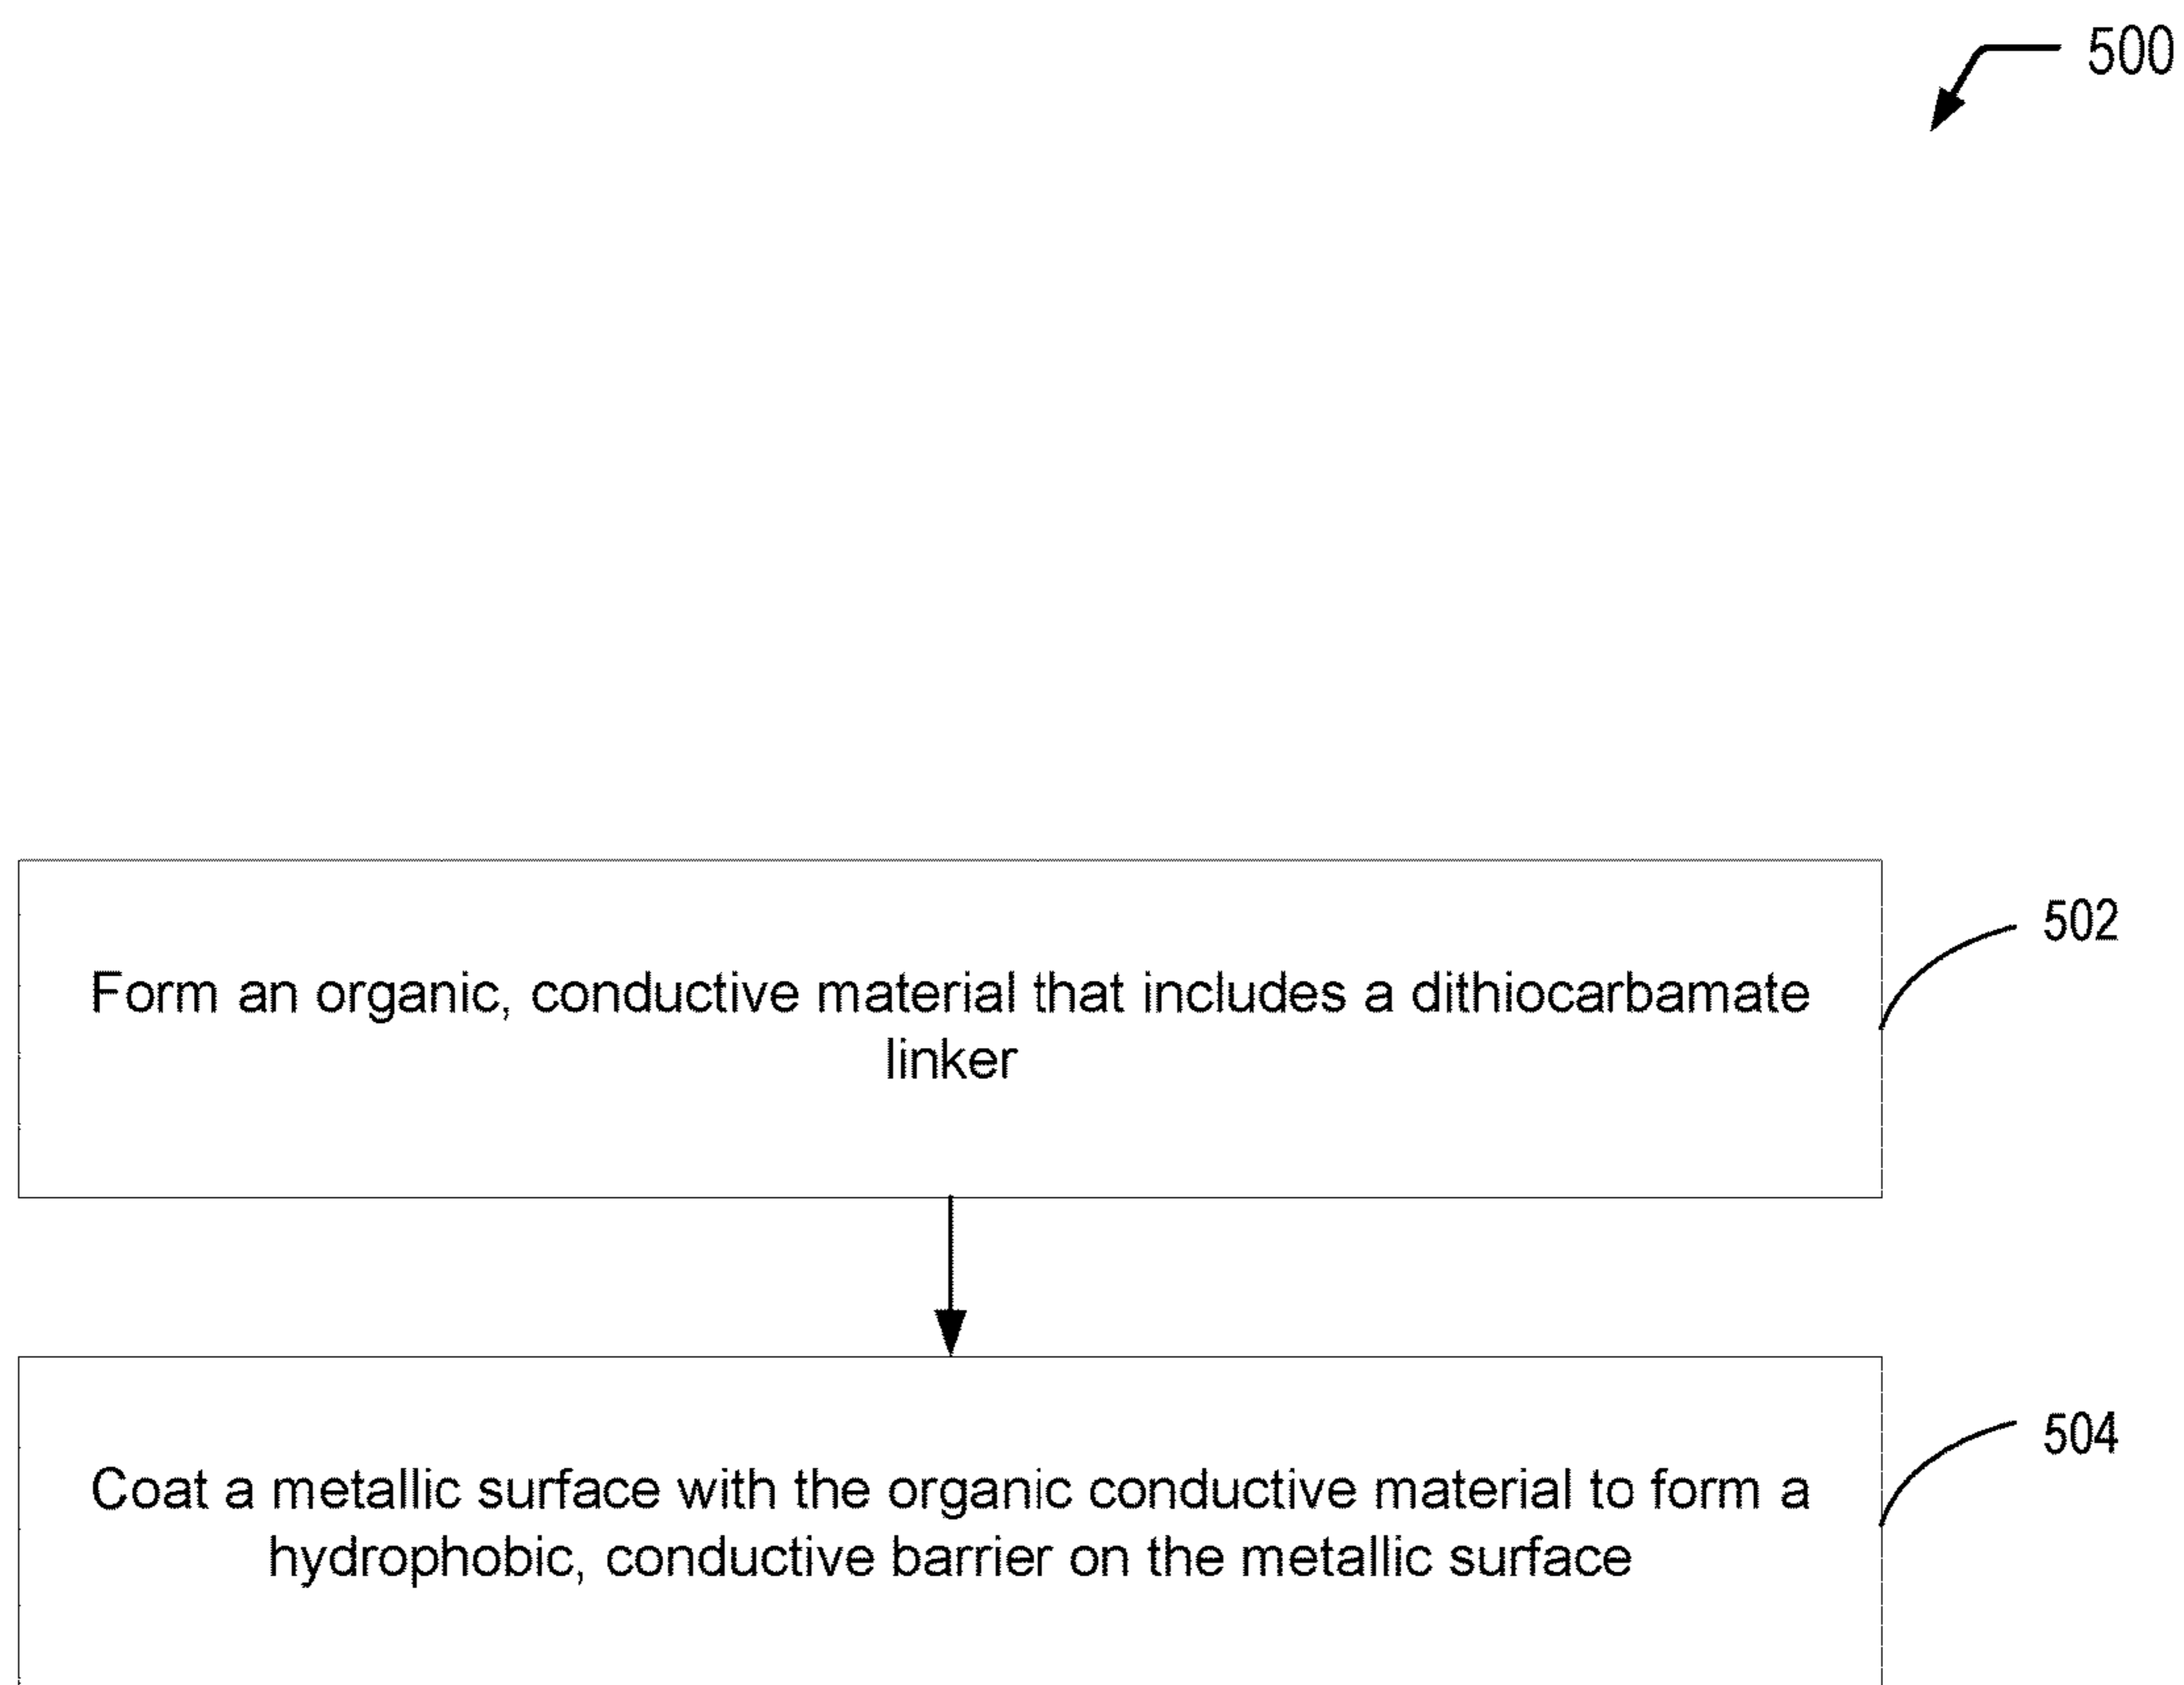 500
502
Form an organic, conductive material that includes a dithiocarbamate
linker
504
Coat a metallic surface with the organic conductive material to form a
hydrophobic, conductive barrier on the metallic surface